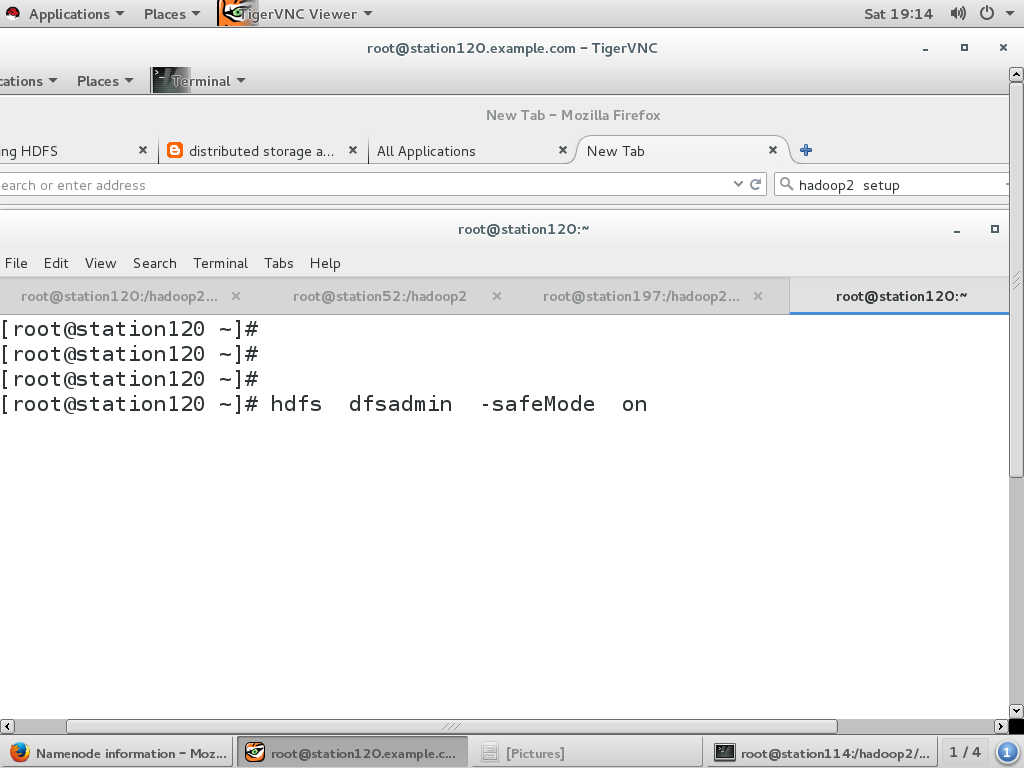 Applications Places TigerVNC Viewer Sat 19:14
root@station120.example.com – TigerVNC
cations Places Terminal
New Tab – Mozilla Firefox
ng HDFS distributed storage a... All Applications New Tab
earch or enter address hadoop2 setup
root@station120:~
File Edit View Search Terminal Tabs Help
root@station120:/hadoop2... root@station52:/hadoop2 root@station197:/hadoop2... root@station120:~
[root@station120 ~]#
[root@station120 ~]#
[root@station120 ~]#
[root@station120 ~]# hdfs dfsadmin -safeMode on
Namenode information – Moz... root@station120.example.c... [Pictures] root@station114:/hadoop2/... 1 / 4 1